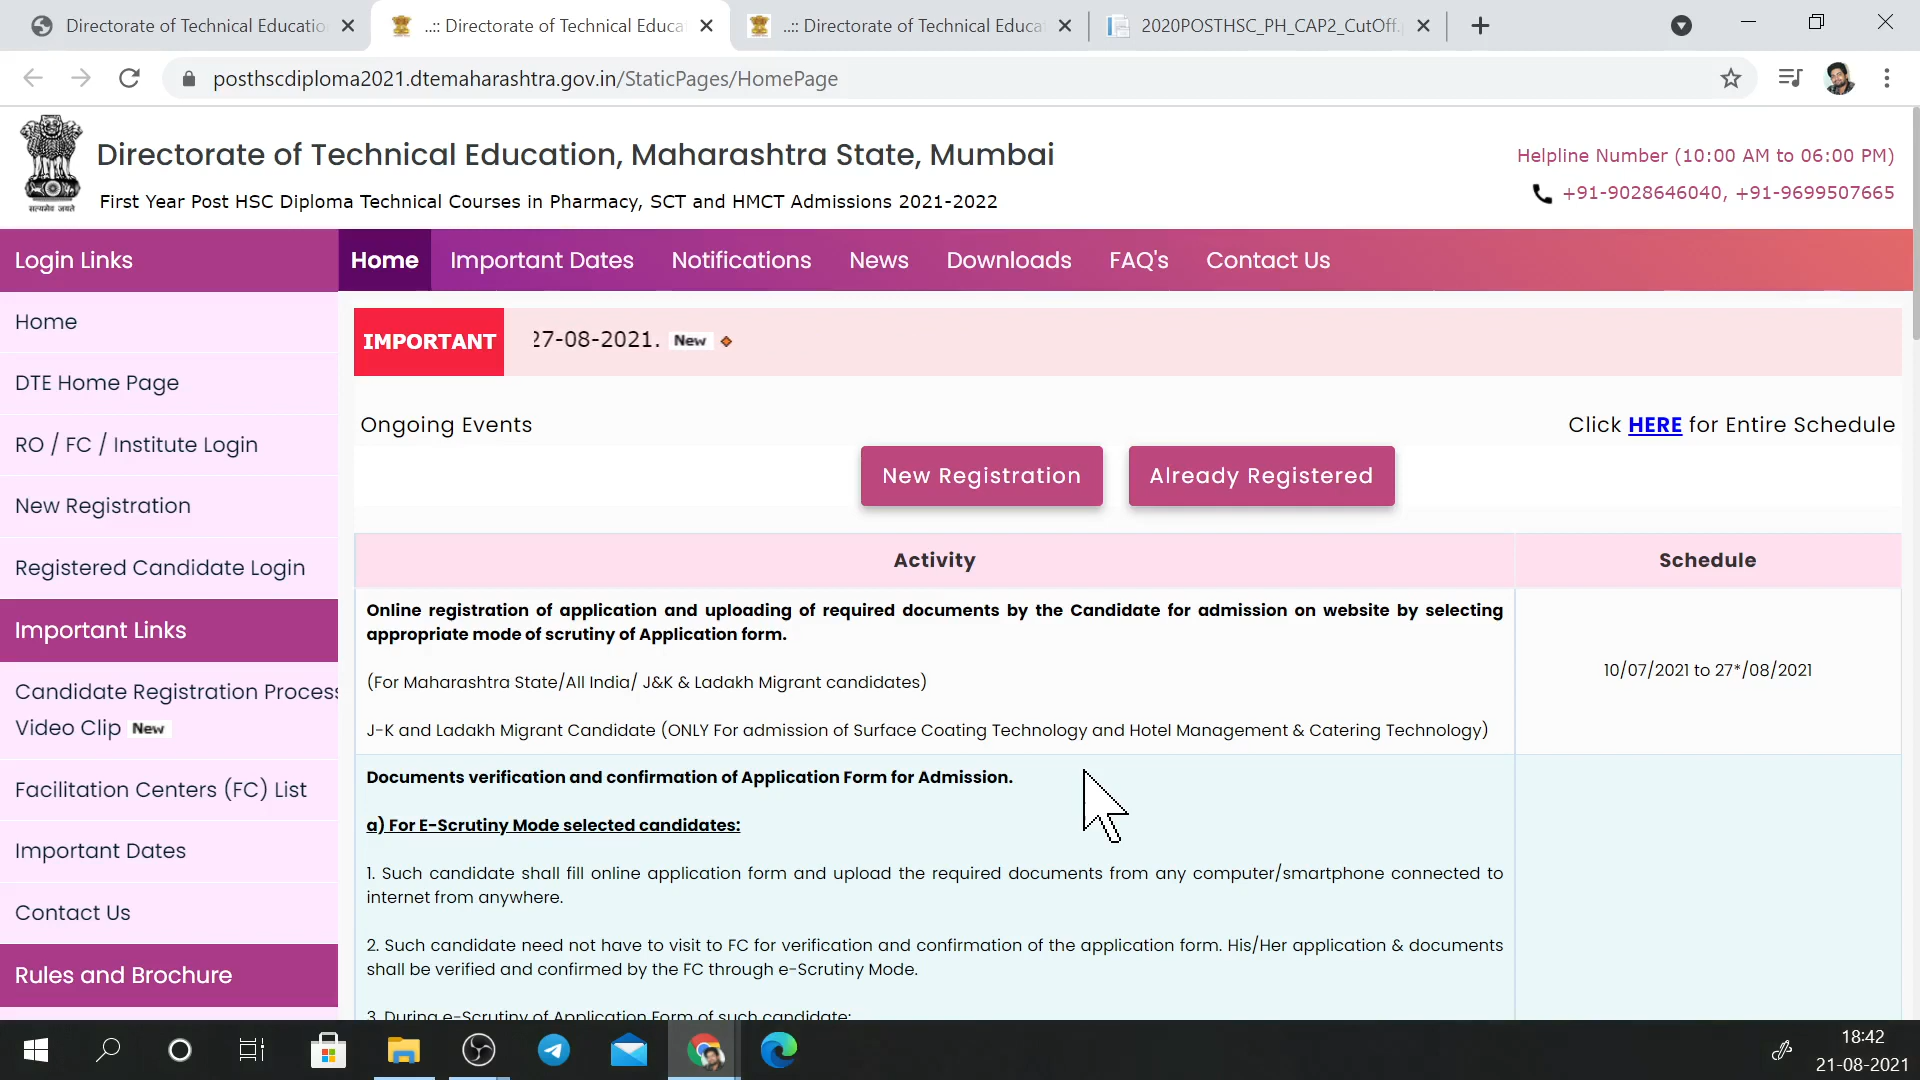 Directorate of Technical Educatio
..:: Directorate of Technical Educa
..:: Directorate of Technical Educa
2020POSTHSC_PH_CAP2_CutOff.
posthscdiploma2021.dtemaharashtra.gov.in/StaticPages/HomePage
सत्यमेव जयते
Directorate of Technical Education, Maharashtra State, Mumbai
First Year Post HSC Diploma Technical Courses in Pharmacy, SCT and HMCT Admissions 2021-2022
Helpline Number (10:00 AM to 06:00 PM)
+91-9028646040, +91-9699507665
Login Links
Home
DTE Home Page
RO / FC / Institute Login
New Registration
Registered Candidate Login
Important Links
Candidate Registration Process
Video Clip New
Facilitation Centers (FC) List
Important Dates
Contact Us
Rules and Brochure
Home Important Dates Notifications News Downloads FAQ's Contact Us
IMPORTANT
27-08-2021. New
Ongoing Events
Click HERE for Entire Schedule
New Registration Already Registered
Activity Schedule
Online registration of application and uploading of required documents by the Candidate for admission on website by selecting
appropriate mode of scrutiny of Application form.
(For Maharashtra State/All India/ J&K & Ladakh Migrant candidates)
J-K and Ladakh Migrant Candidate (ONLY For admission of Surface Coating Technology and Hotel Management & Catering Technology)
10/07/2021 to 27*/08/2021
Documents verification and confirmation of Application Form for Admission.
a) For E-Scrutiny Mode selected candidates:
1. Such candidate shall fill online application form and upload the required documents from any computer/smartphone connected to
internet from anywhere.
2. Such candidate need not have to visit to FC for verification and confirmation of the application form. His/Her application & documents
shall be verified and confirmed by the FC through e-Scrutiny Mode.
3. During e-Scrutiny of Application Form of such candidate:
18:42
21-08-2021